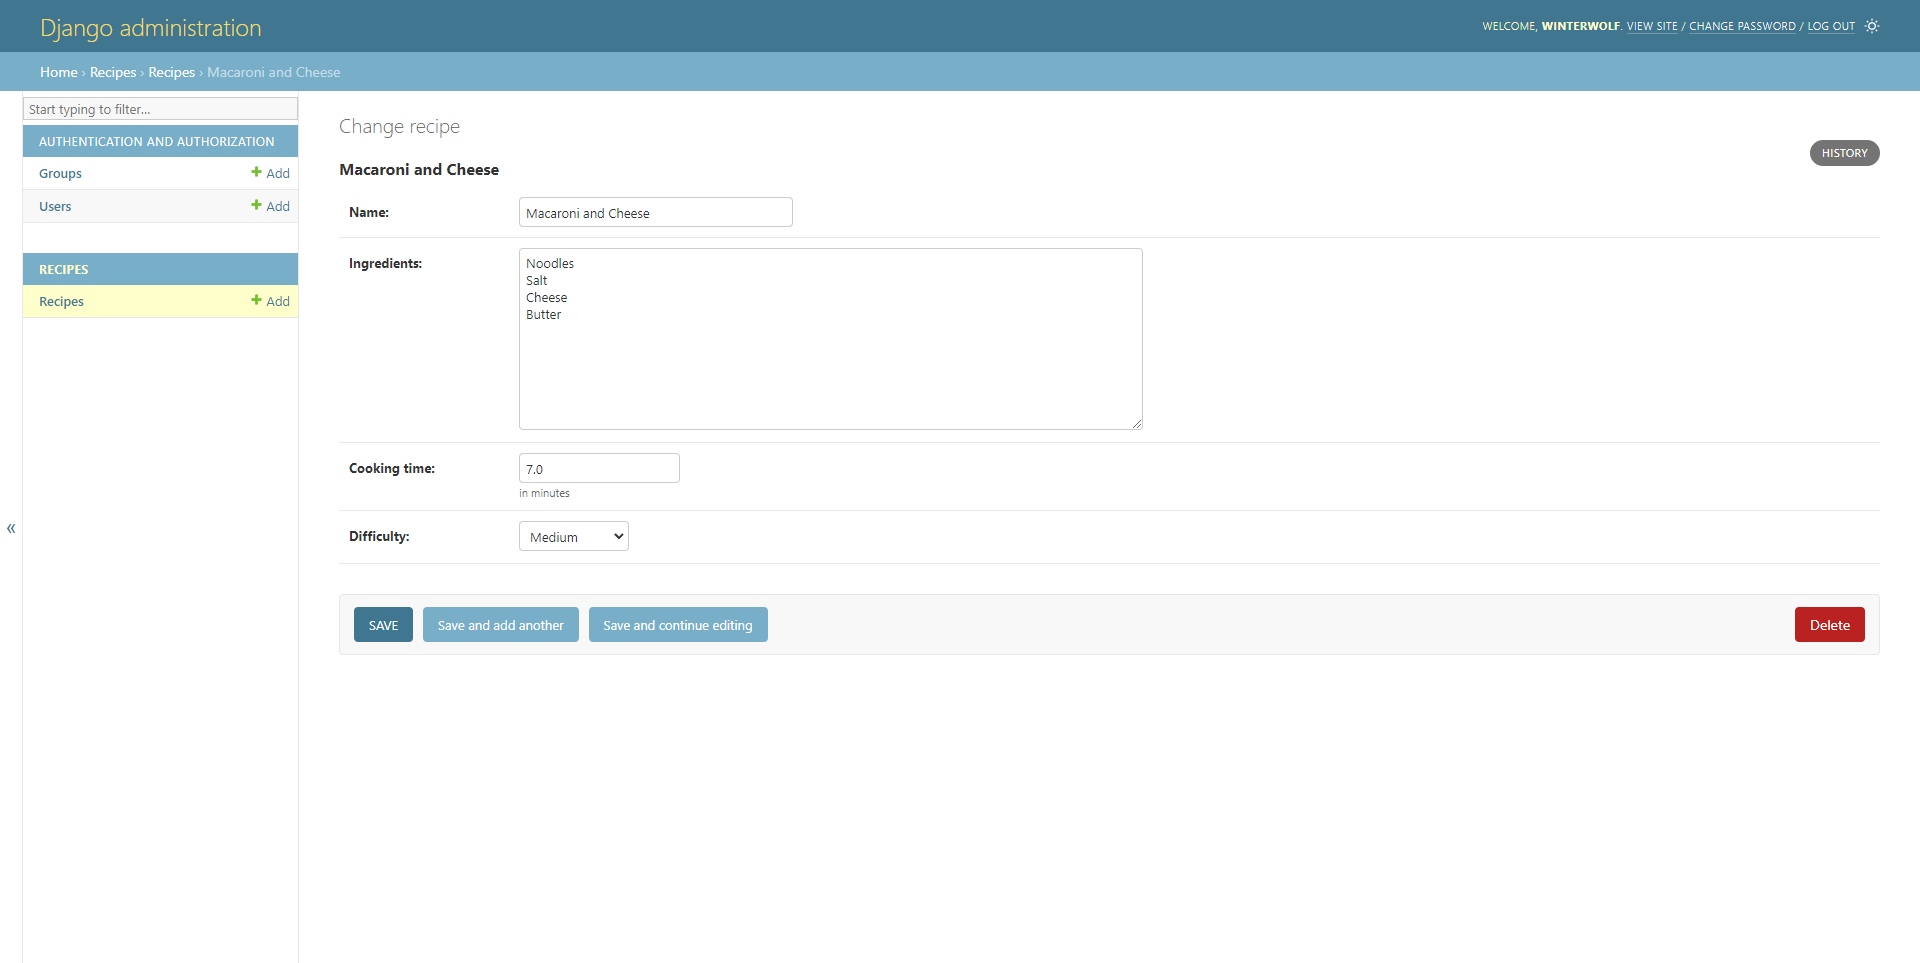 Django administration
WELCOME, WINTERWOLF. VIEW SITE / CHANGE PASSWORD / LOG OUT
Home › Recipes › Recipes › Macaroni and Cheese
Start typing to filter...
AUTHENTICATION AND AUTHORIZATION
Groups + Add
Users + Add
RECIPES
Recipes + Add
«
Change recipe
HISTORY
Macaroni and Cheese
Name: Macaroni and Cheese
Ingredients: Noodles
Salt
Cheese
Butter
Cooking time: 7.0
in minutes
Difficulty: Medium
SAVE Save and add another Save and continue editing Delete